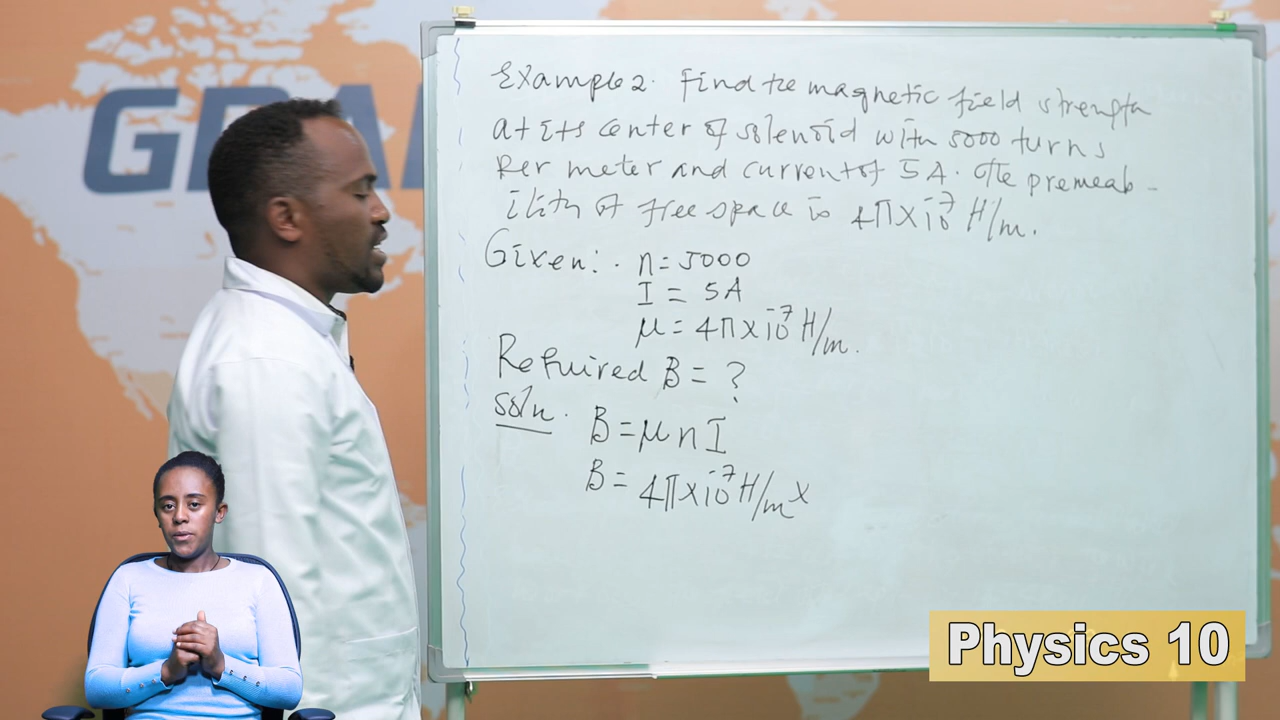 GRA
Example 2. Find the magnetic field strength
at its center of solenoid with 5000 turns
Per meter and current of 5A. The premeab-
ility of free space is 4π×10⁻⁷ H/m.
Given: n = 5000
I = 5A
μ = 4π×10⁻⁷ H/m.
Required B = ?
Soln. B = μnI
B = 4π×10⁻⁷ H/m ×
Physics 10